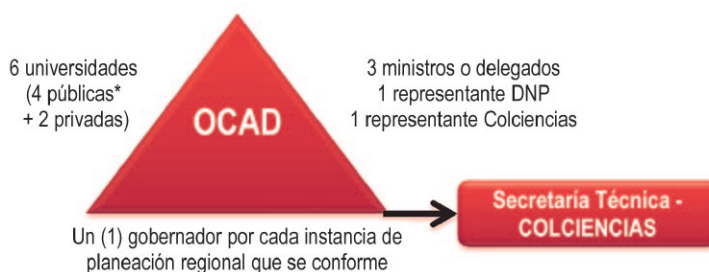 6 universidades
(4 públicas*
+ 2 privadas)
OCAD
3 ministros o delegados
1 representante DNP
1 representante Colciencias
Un (1) gobernador por cada instancia de
planeación regional que se conforme
Secretaría Técnica -
COLCIENCIAS